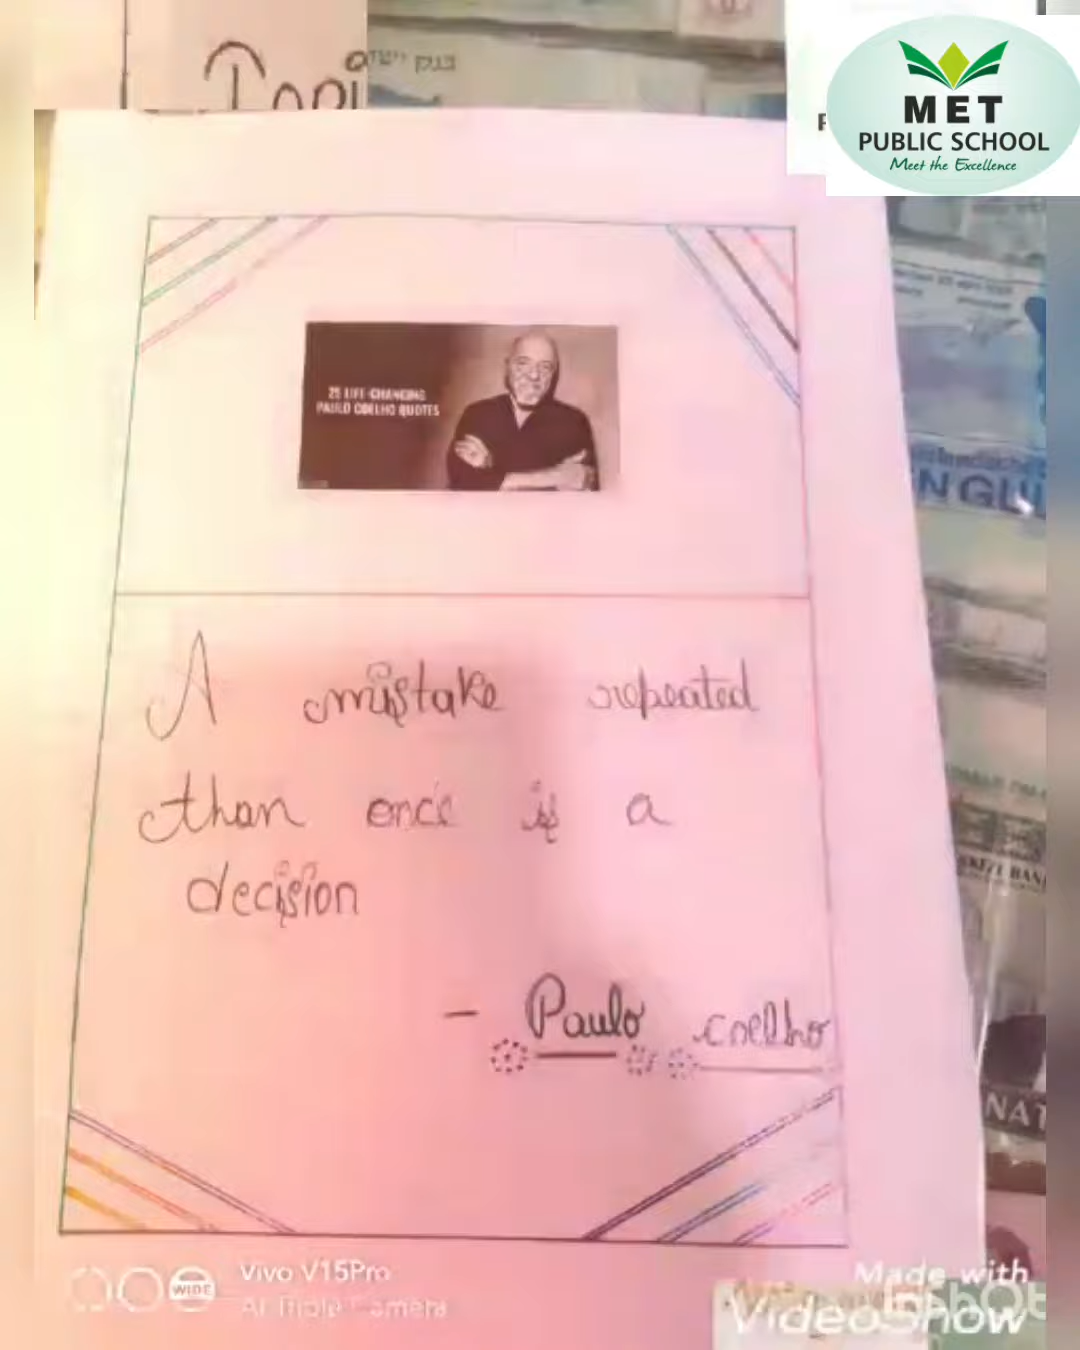 MET
PUBLIC SCHOOL
Meet the Excellence
25 LIFE-CHANGING
PAULO COELHO QUOTES
A mistake repeated
than once is a
decision
- Paulo Coelho
Vivo V15Pro
AI Triple Camera
WIDE
Made with
VideoShow